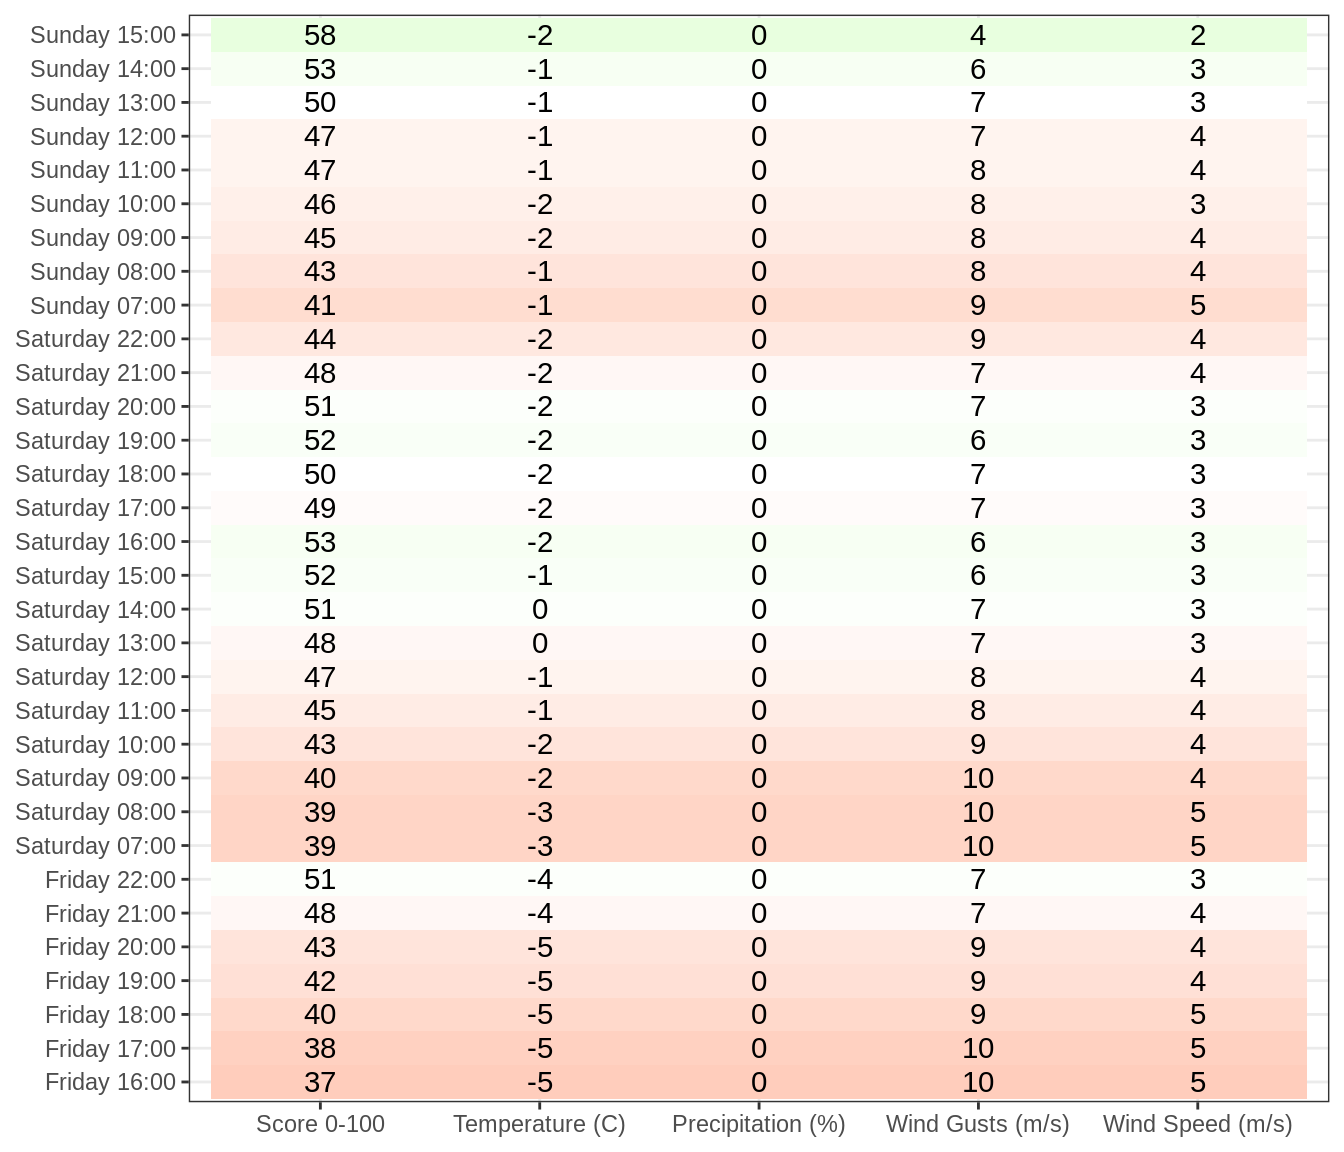 Sunday 15:00 58 -2 0 4 2
Sunday 14:00 53 -1 0 6 3
Sunday 13:00 50 -1 0 7 3
Sunday 12:00 47 -1 0 7 4
Sunday 11:00 47 -1 0 8 4
Sunday 10:00 46 -2 0 8 3
Sunday 09:00 45 -2 0 8 4
Sunday 08:00 43 -1 0 8 4
Sunday 07:00 41 -1 0 9 5
Saturday 22:00 44 -2 0 9 4
Saturday 21:00 48 -2 0 7 4
Saturday 20:00 51 -2 0 7 3
Saturday 19:00 52 -2 0 6 3
Saturday 18:00 50 -2 0 7 3
Saturday 17:00 49 -2 0 7 3
Saturday 16:00 53 -2 0 6 3
Saturday 15:00 52 -1 0 6 3
Saturday 14:00 51 0 0 7 3
Saturday 13:00 48 0 0 7 3
Saturday 12:00 47 -1 0 8 4
Saturday 11:00 45 -1 0 8 4
Saturday 10:00 43 -2 0 9 4
Saturday 09:00 40 -2 0 10 4
Saturday 08:00 39 -3 0 10 5
Saturday 07:00 39 -3 0 10 5
Friday 22:00 51 -4 0 7 3
Friday 21:00 48 -4 0 7 4
Friday 20:00 43 -5 0 9 4
Friday 19:00 42 -5 0 9 4
Friday 18:00 40 -5 0 9 5
Friday 17:00 38 -5 0 10 5
Friday 16:00 37 -5 0 10 5
Score 0-100 Temperature (C) Precipitation (%) Wind Gusts (m/s) Wind Speed (m/s)